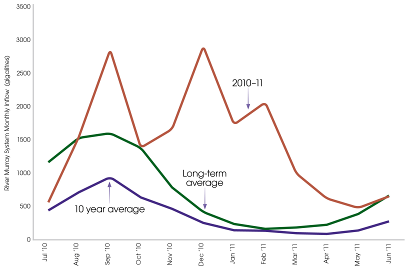 3500
3000
2500
2000
1500
1000
500
0
River Murray System Monthly Inflow (gigalitres)
2010–11
Long-term
average
10 year average
Jul '10
Aug '10
Sep '10
Oct '10
Nov '10
Dec '10
Jan '11
Feb '11
Mar '11
Apr '11
May '11
Jun '11